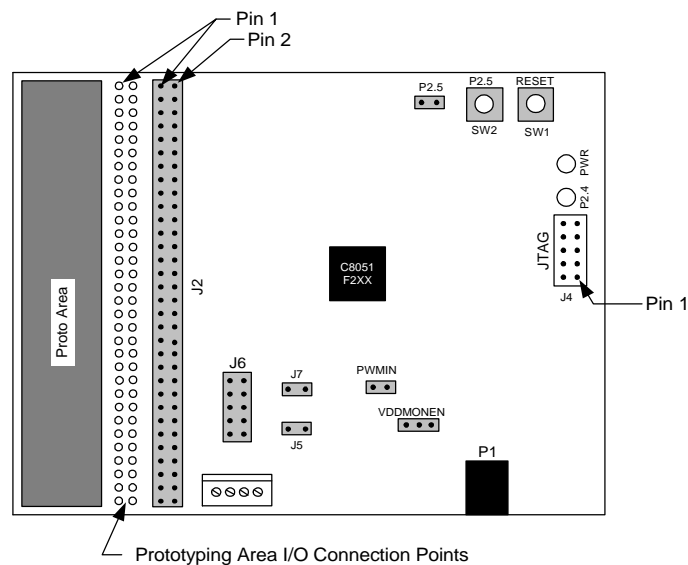 Pin 1
Pin 2
P2.5
P2.5
RESET
SW2
SW1
PWR
P2.4
JTAG
J4
Pin 1
C8051
F2XX
Proto Area
J2
J6
J7
J5
PWMIN
VDDMONEN
P1
Prototyping Area I/O Connection Points